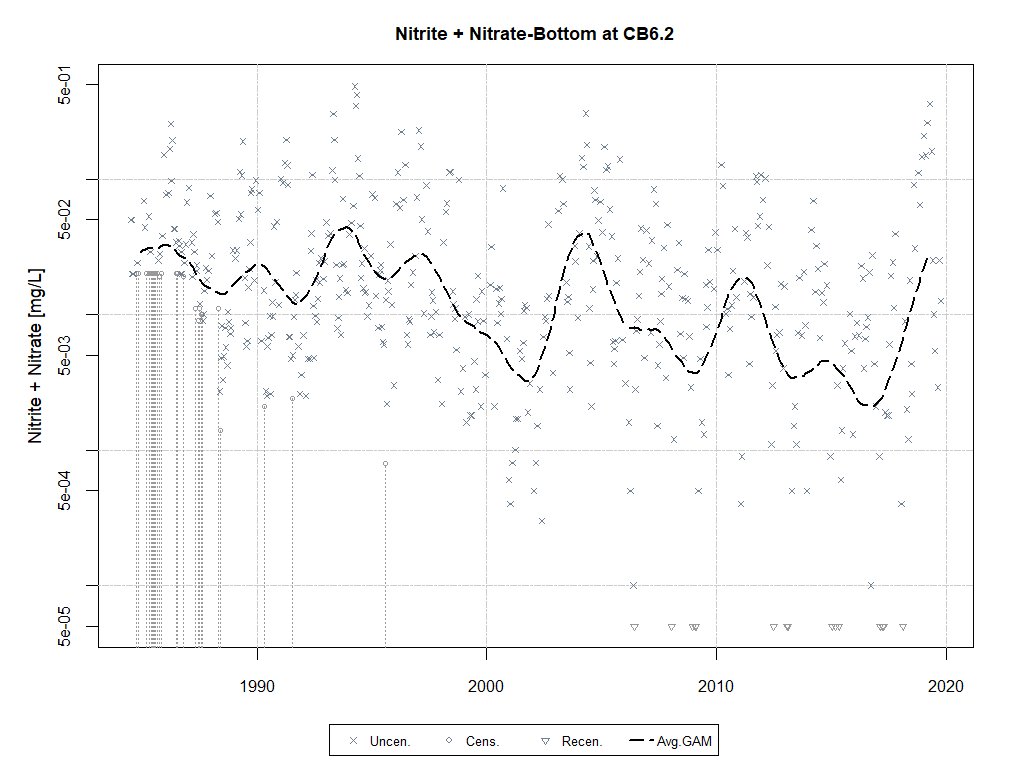 Nitrite + Nitrate-Bottom at CB6.2
Nitrite + Nitrate [mg/L]
5e-01
5e-02
5e-03
5e-04
5e-05
1990 2000 2010 2020
Uncen. Cens. Recen. Avg.GAM